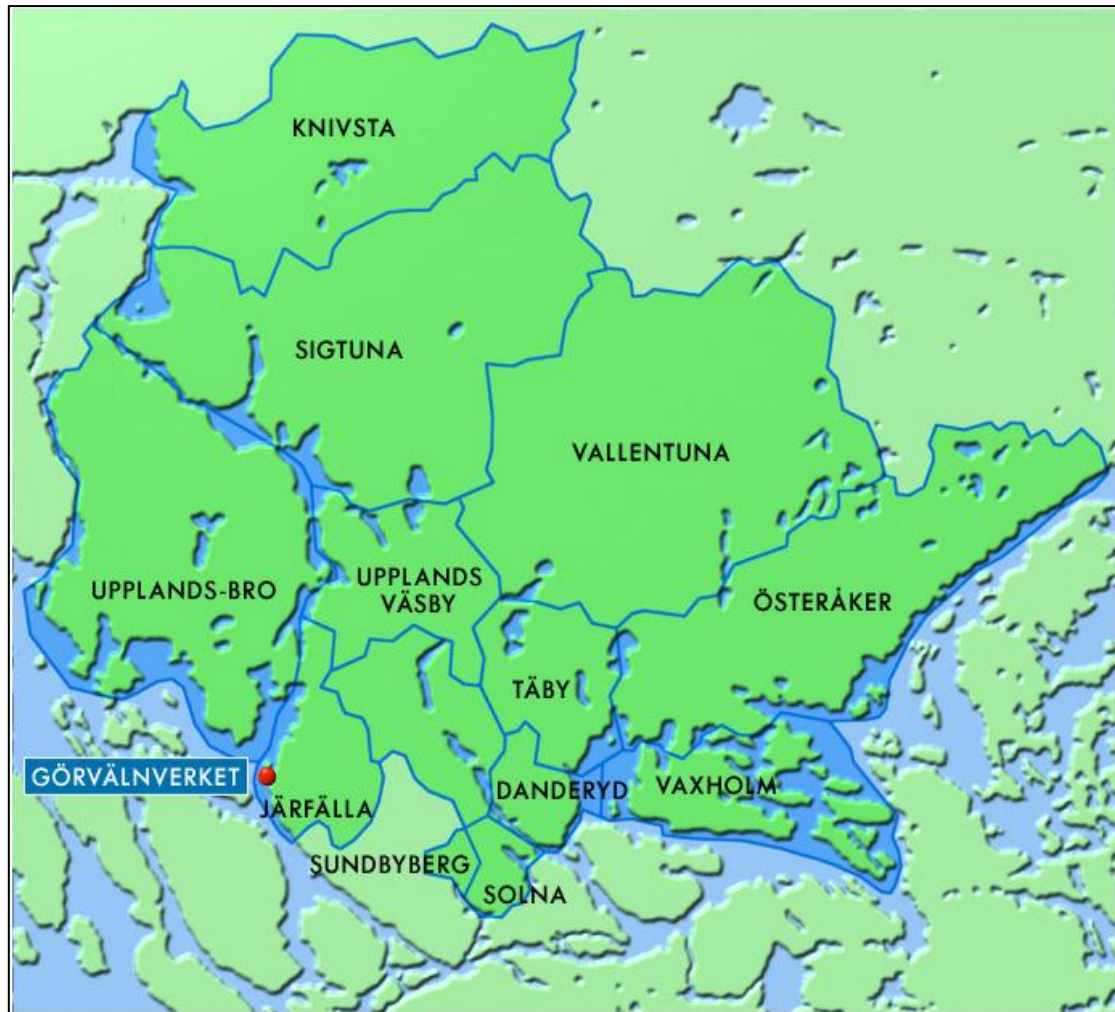 KNIVSTA
SIGTUNA
VALLENTUNA
UPPLANDS-BRO
UPPLANDS
VÄSBY
ÖSTERÅKER
TÄBY
GÖRVÄLNVERKET
DANDERYD
VAXHOLM
JÄRFÄLLA
SUNDBYBERG
SOLNA